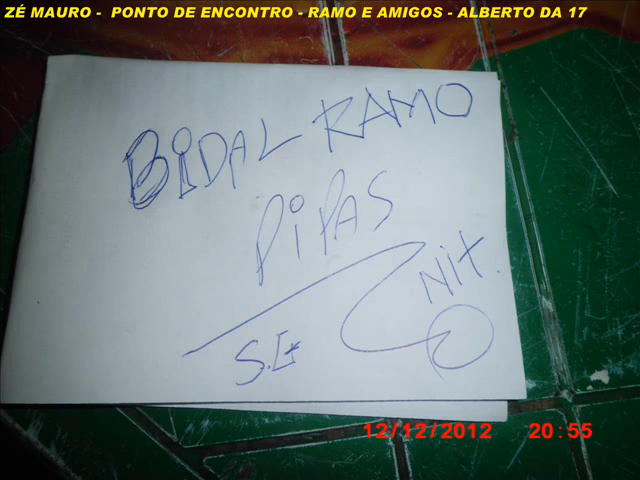 ZÉ MAURO - PONTO DE ENCONTRO - RAMO E AMIGOS - ALBERTO DA 17
BIDAL RAMO
PIPAS
NIT.
S.G
12/12/2012 20:55